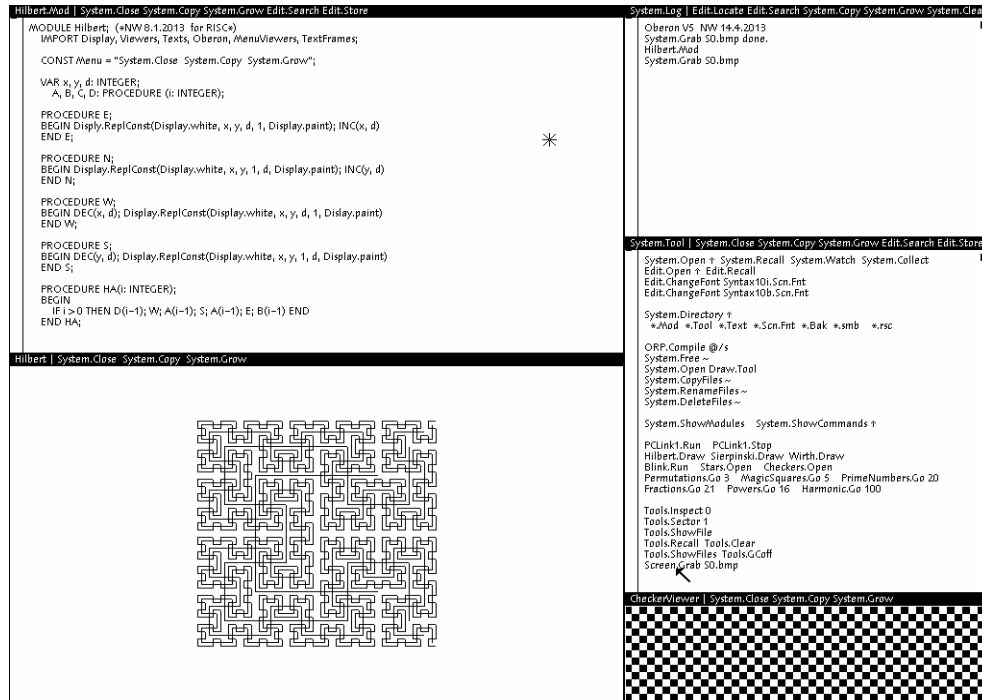 Hilbert.Mod | System.Close System.Copy System.Grow Edit.Search Edit.Store
MODULE Hilbert;  (*NW 8.1.2013  for RISC*)
IMPORT Display, Viewers, Texts, Oberon, MenuViewers, TextFrames;
CONST Menu = "System.Close  System.Copy  System.Grow";
VAR x, y, d: INTEGER;
A, B, C, D: PROCEDURE (i: INTEGER);
PROCEDURE E;
BEGIN Disply.ReplConst(Display.white, x, y, d, 1, Display.paint); INC(x, d)
END E;
PROCEDURE N;
BEGIN Display.ReplConst(Display.white, x, y, 1, d, Display.paint); INC(y, d)
END N;
PROCEDURE W;
BEGIN DEC(x, d); Display.ReplConst(Display.white, x, y, d, 1, Dislay.paint)
END W;
PROCEDURE S;
BEGIN DEC(y, d); Display.ReplConst(Display.white, x, y, 1, d, Display.paint)
END S;
PROCEDURE HA(i: INTEGER);
BEGIN
IF i > 0 THEN D(i-1); W; A(i-1); S; A(i-1); E; B(i-1) END
END HA;
Hilbert | System.Close  System.Copy  System.Grow
System.Log | Edit.Locate Edit.Search System.Copy System.Grow System.Clea
Oberon V5  NW 14.4.2013
System.Grab S0.bmp done.
Hilbert.Mod
System.Grab S0.bmp
System.Tool | System.Close System.Copy System.Grow Edit.Search Edit.Store
System.Open ↑  System.Recall  System.Watch  System.Collect
Edit.Open ↑  Edit.Recall
Edit.ChangeFont Syntax10i.Scn.Fnt
Edit.ChangeFont Syntax10b.Scn.Fnt
System.Directory ↑
*.Mod  *.Tool  *.Text  *.Scn.Fnt  *.Bak  *.smb   *.rsc
ORP.Compile @/s
System.Free ~
System.Open Draw.Tool
System.CopyFiles ~
System.RenameFiles ~
System.DeleteFiles ~
System.ShowModules   System.ShowCommands ↑
PCLink1.Run   PCLink1.Stop
Hilbert.Draw  Sierpinski.Draw  Wirth.Draw
Blink.Run   Stars.Open   Checkers.Open
Permutations.Go 3   MagicSquares.Go 5   PrimeNumbers.Go 20
Fractions.Go 21   Powers.Go 16   Harmonic.Go 100
Tools.Inspect 0
Tools.Sector 1
Tools.ShowFile
Tools.Recall  Tools.Clear
Tools.ShowFiles  Tools.GCoff
Screen.Grab S0.bmp
CheckerViewer | System.Close System.Copy System.Grow